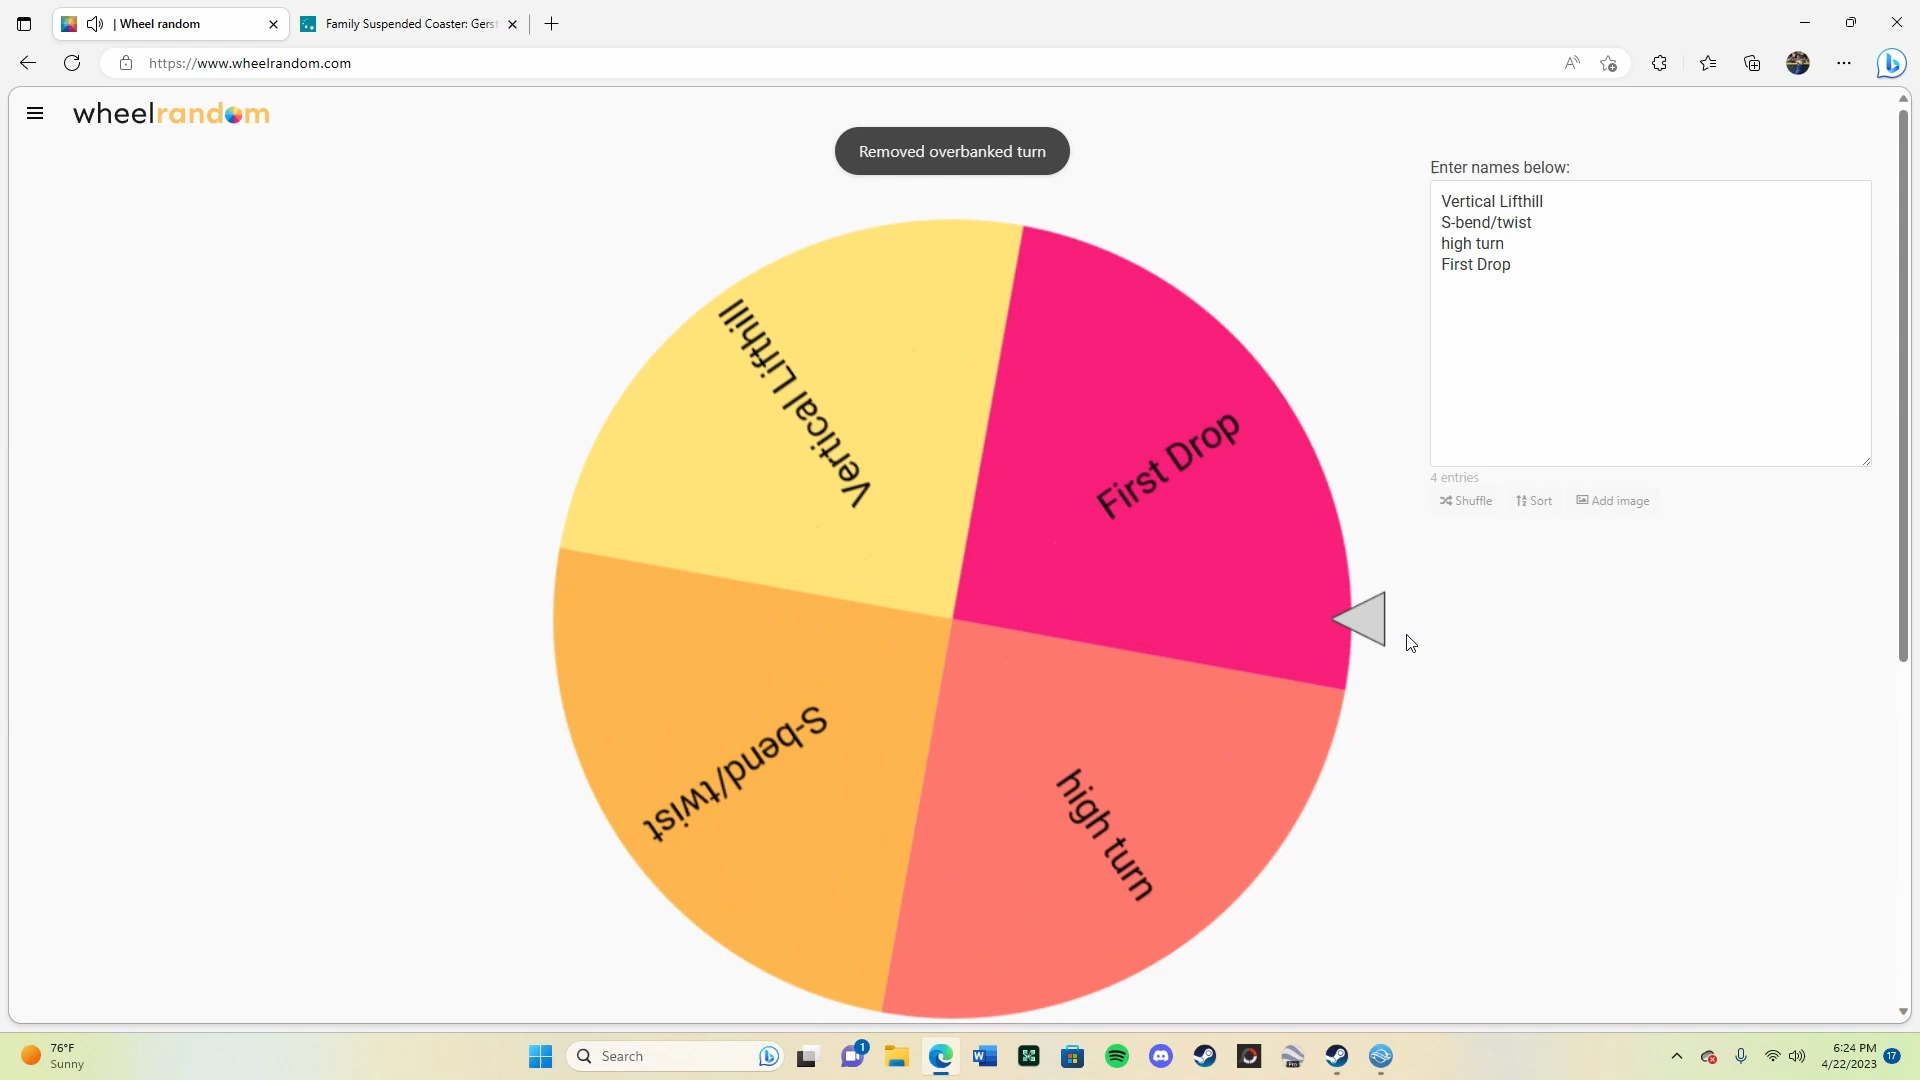 | Wheel random
Family Suspended Coaster: Gerst
https://www.wheelrandom.com
wheelrandom
Removed overbanked turn
Enter names below:
Vertical Lifthill
S-bend/twist
high turn
First Drop
4 entries
Shuffle
Sort
Add image
Vertical Lifthill
First Drop
S-bend/twist
high turn
76°F
Sunny
Search
1
6:24 PM
4/22/2023
17